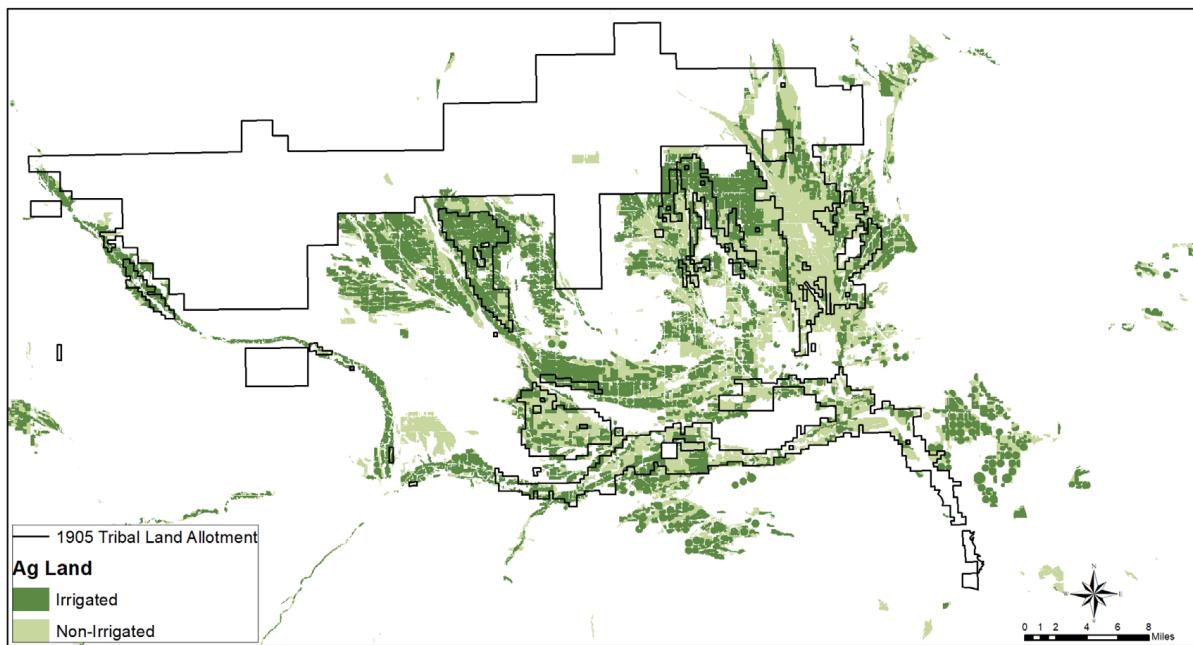 1905 Tribal Land Allotment
Ag Land
Irrigated
Non-Irrigated
N
W E
0 1 2 4 6 8
Miles